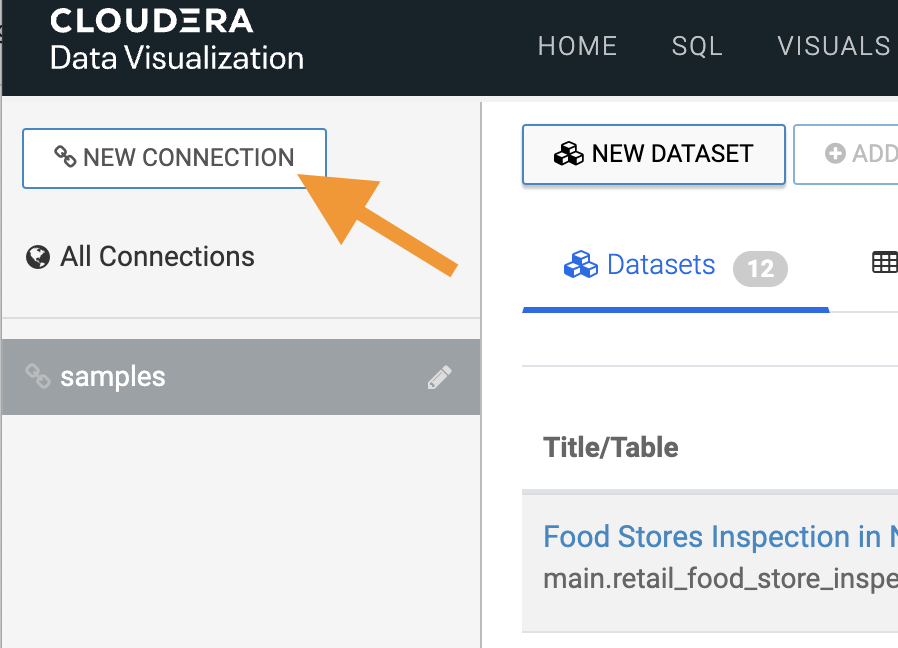 CLOUDERA
Data Visualization
HOME SQL VISUALS
NEW CONNECTION
All Connections
samples
NEW DATASET
ADD
Datasets 12
Title/Table
Food Stores Inspection in
main.retail_food_store_inspe